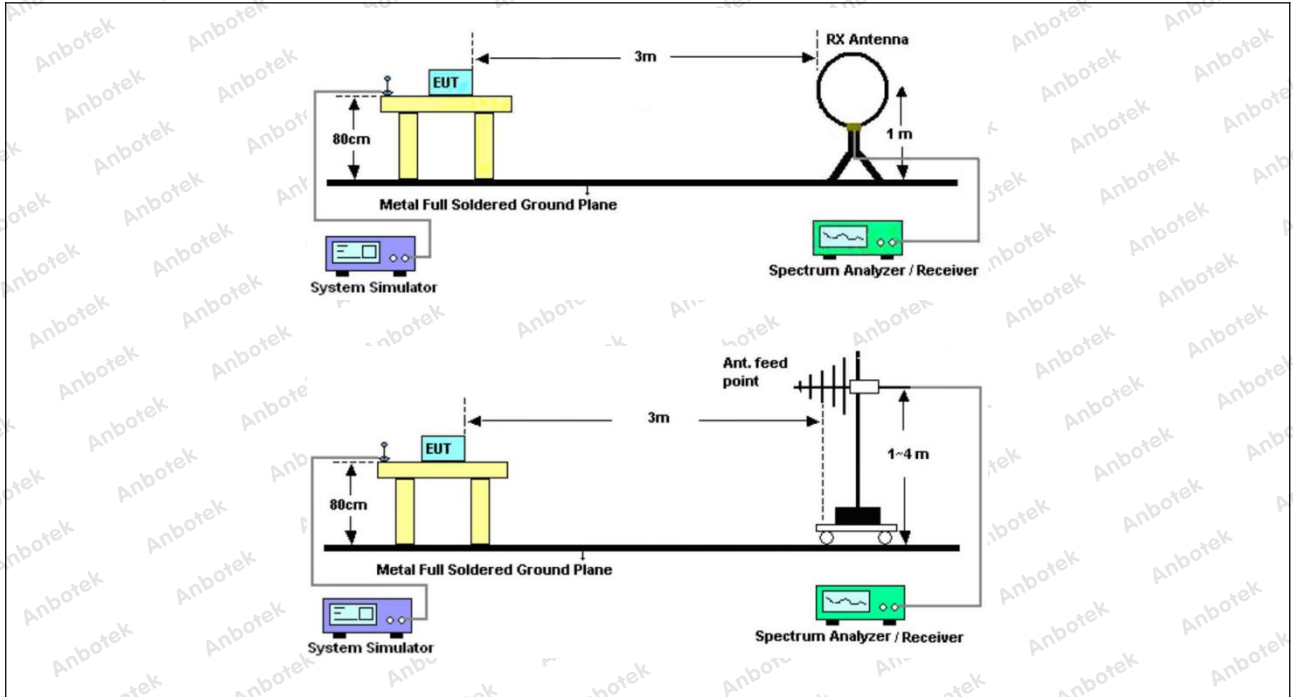 RX Antenna
3m
EUT
80cm
1 m
Metal Full Soldered Ground Plane
System Simulator
Spectrum Analyzer / Receiver
Ant. feed
point
3m
EUT
1~4 m
80cm
Metal Full Soldered Ground Plane
System Simulator
Spectrum Analyzer / Receiver
Anbotek